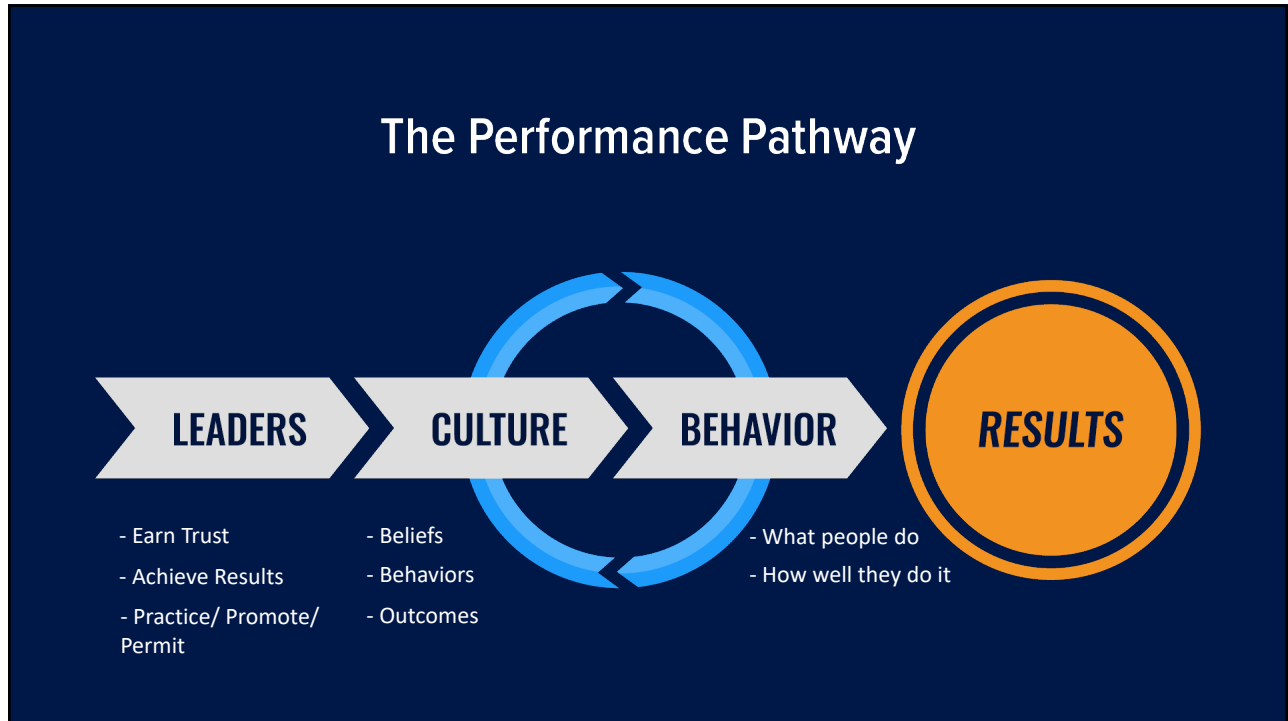 The Performance Pathway
LEADERS
CULTURE
BEHAVIOR
RESULTS
- Earn Trust
- Achieve Results
- Practice/ Promote/
Permit
- Beliefs
- Behaviors
- Outcomes
- What people do
- How well they do it